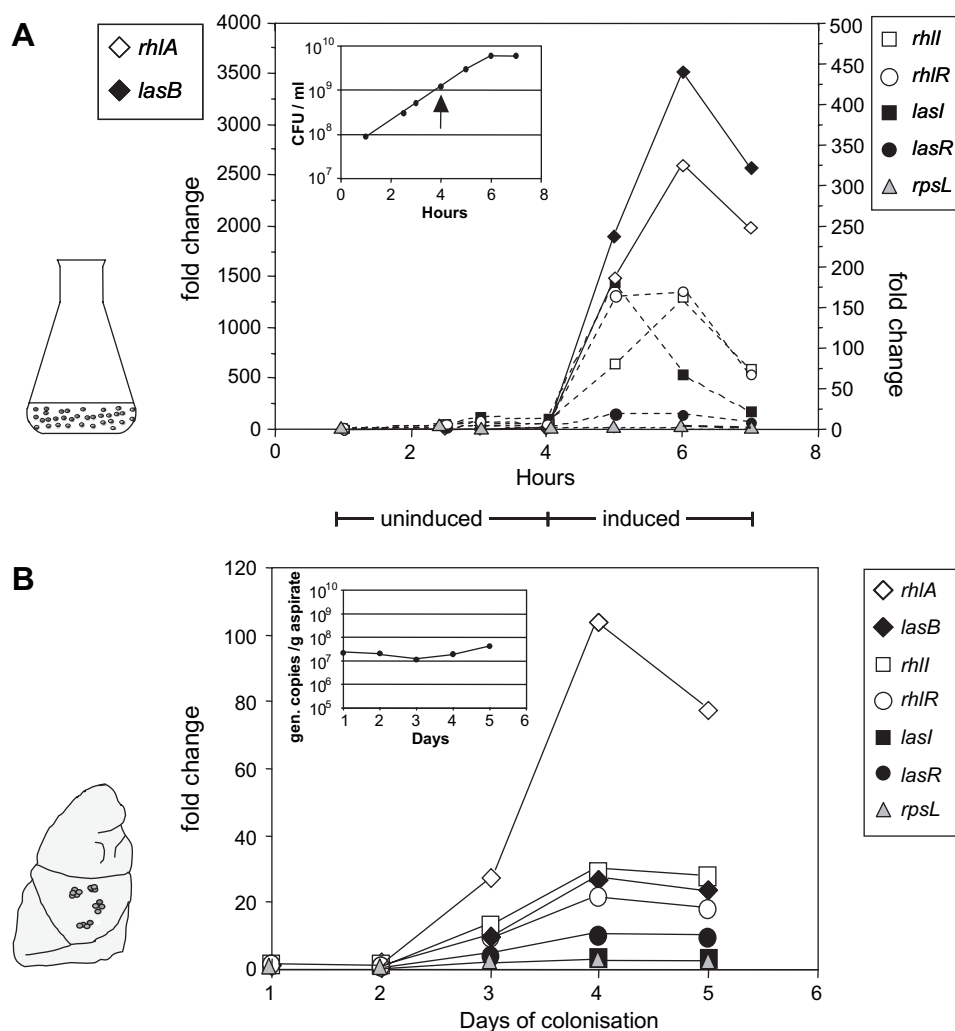 A
rhlA
lasB
fold change
4000
3500
3000
2500
2000
1500
1000
500
0
0 2 4 6 8
Hours
500
450
400
350
300
250
200
150
100
50
0
fold change
CFU / ml
10^10
10^9
10^8
10^7
0 2 4 6 8
Hours
rhlI
rhlR
lasI
lasR
rpsL
uninduced induced
B
fold change
120
100
80
60
40
20
0
1 2 3 4 5 6
Days of colonisation
gen. copies /g aspirate
10^10
10^9
10^8
10^7
10^6
10^5
1 2 3 4 5 6
Days
rhlA
lasB
rhlI
rhlR
lasI
lasR
rpsL